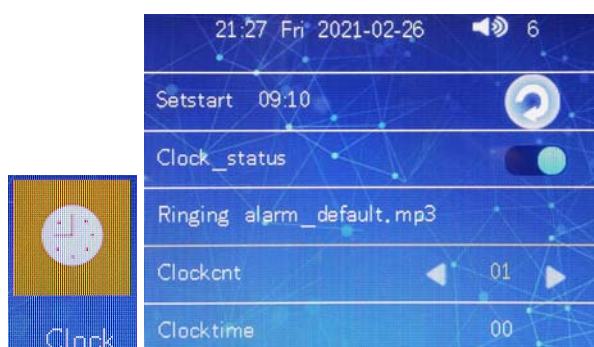 21:27 Fri 2021-02-26 6
Setstart 09:10
Clock_status
Ringing alarm_default.mp3
Clockcnt 01
Clocktime 00
Clock